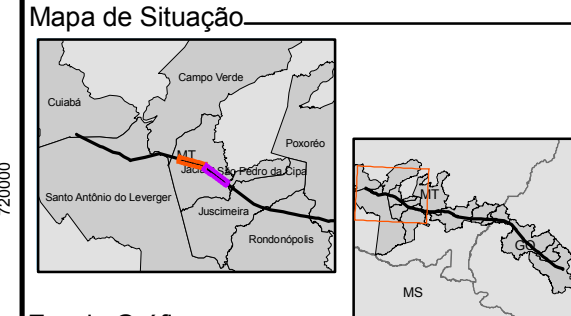 Mapa de Situação
Campo Verde
Cuiabá
Poxoréo
MT
Jaciara
São Pedro da Cipa
Santo Antônio do Leverger
Juscimeira
Rondonópolis
MT
GO
MS
720000